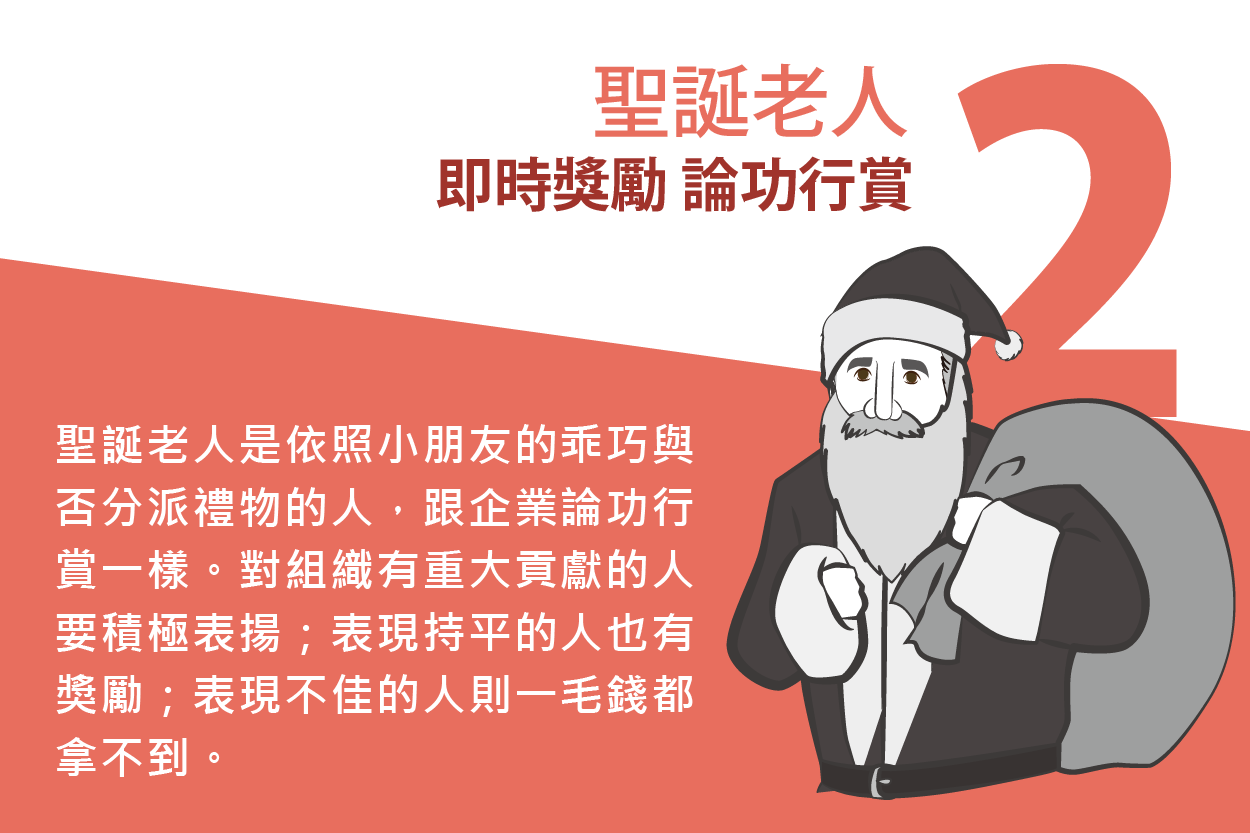 聖誕老人
即時獎勵 論功行賞
2
聖誕老人是依照小朋友的乖巧與
否分派禮物的人，跟企業論功行
賞一樣。對組織有重大貢獻的人
要積極表揚；表現持平的人也有
獎勵；表現不佳的人則一毛錢都
拿不到。